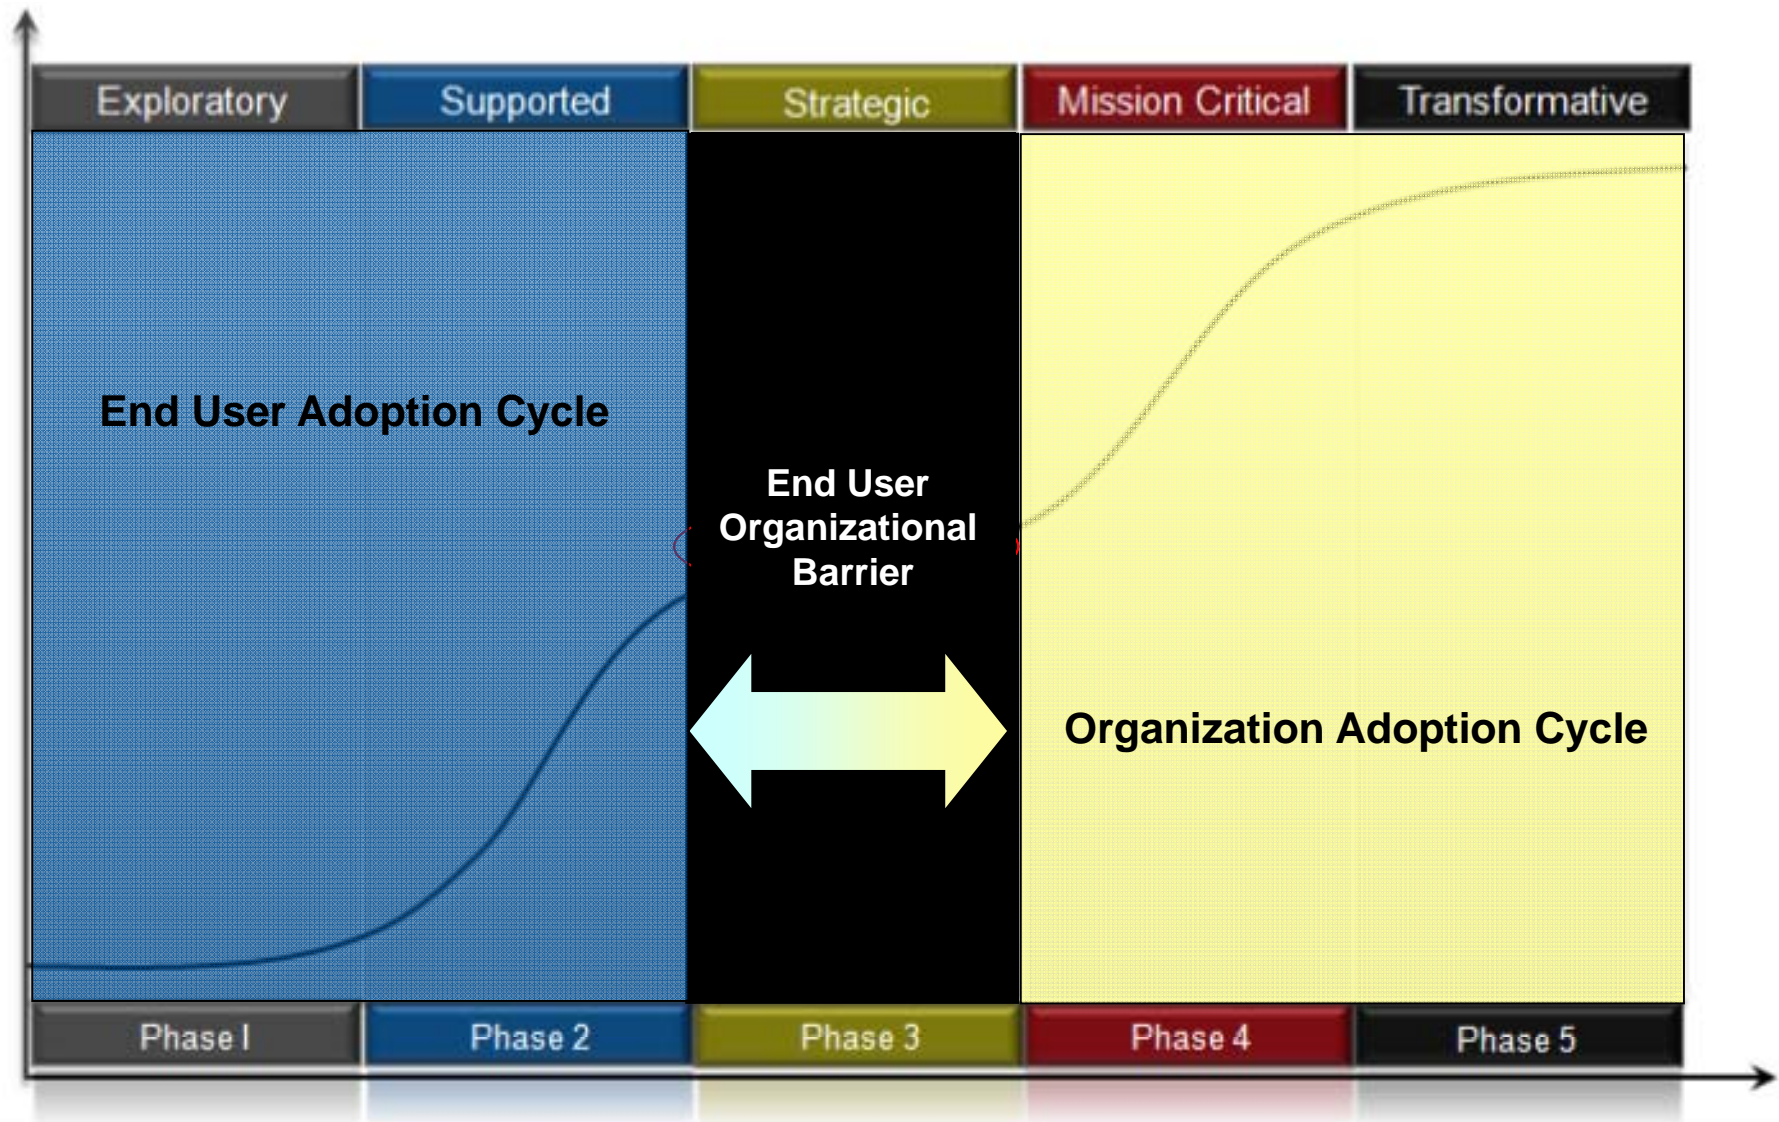 Exploratory
Supported
Strategic
Mission Critical
Transformative
End User Adoption Cycle
End User
Organizational
Barrier
Organization Adoption Cycle
Phase I
Phase 2
Phase 3
Phase 4
Phase 5